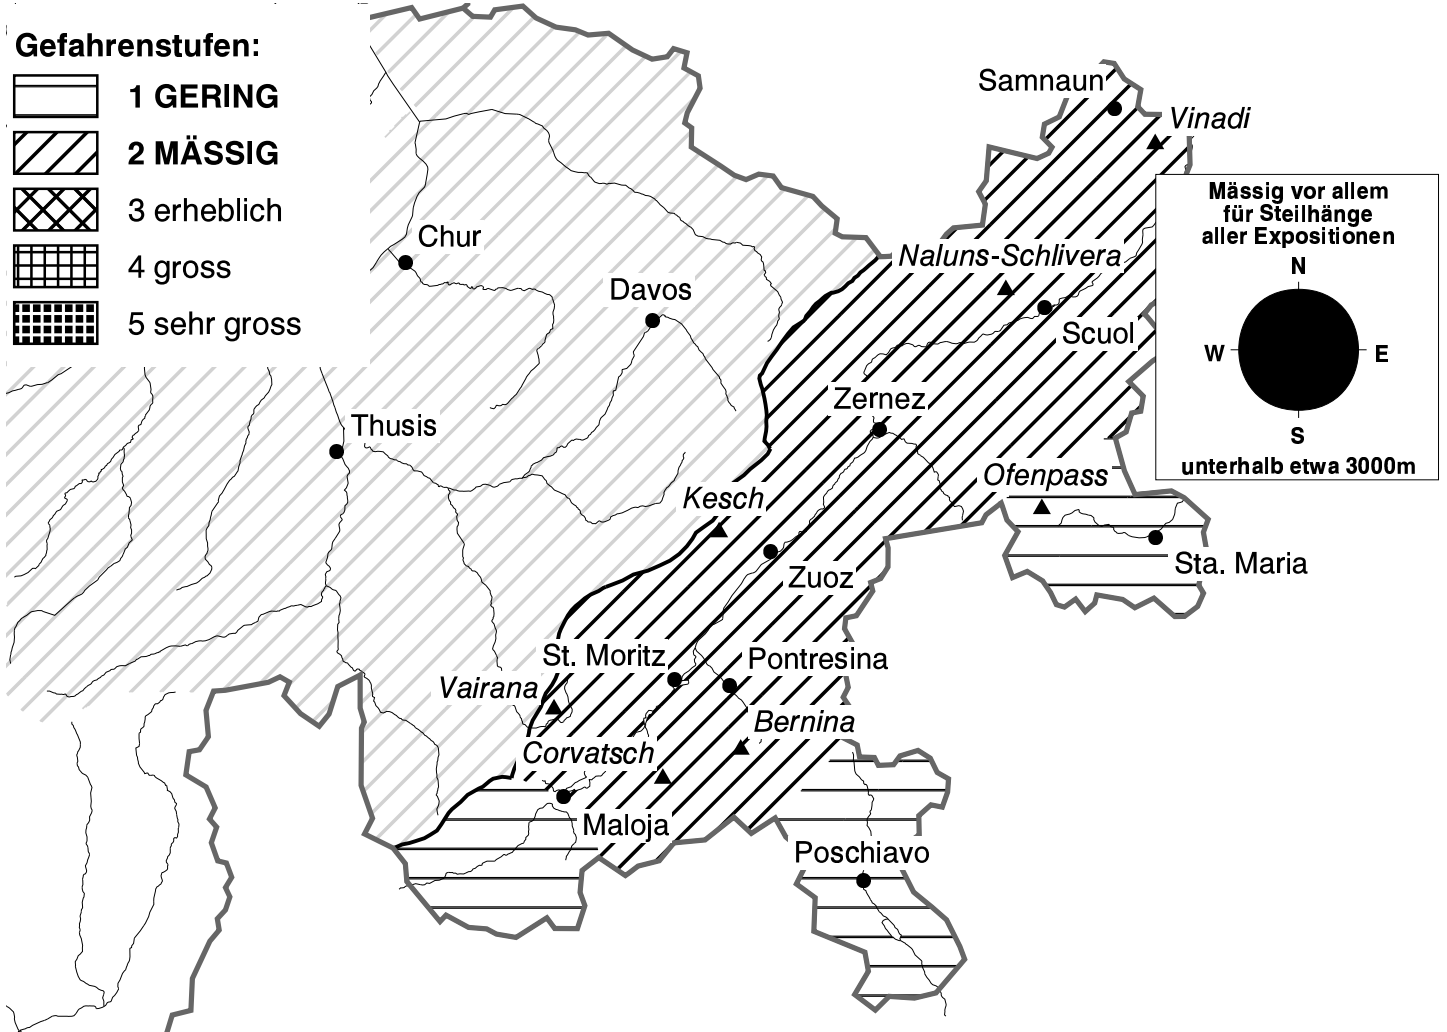 Gefahrenstufen:
1 GERING
2 MÄSSIG
3 erheblich
4 gross
5 sehr gross
Samnaun
Vinadi
Mässig vor allem
für Steilhänge
aller Expositionen
N
W
E
S
unterhalb etwa 3000m
Chur
Naluns-Schlivera
Davos
Scuol
Zernez
Thusis
Ofenpass
Kesch
Sta. Maria
Zuoz
St. Moritz
Pontresina
Vairana
Bernina
Corvatsch
Maloja
Poschiavo